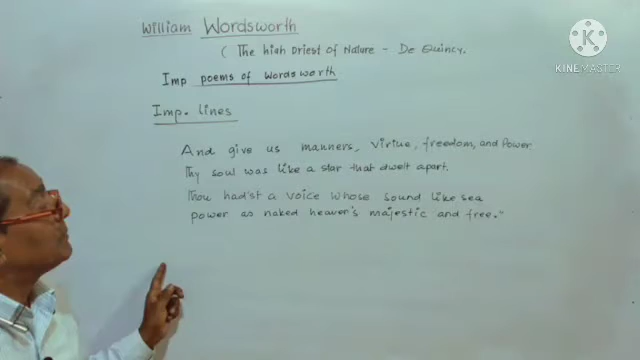 William Wordsworth
( The high Priest of Nature - De Quincy.
Imp poems of Wordsworth
Imp. lines
And give us manners, virtue, freedom, and Power.
Thy soul was like a star that dwelt apart.
Thou had'st a voice whose sound like sea
power as naked heaven's majestic and free."
KINEMASTER